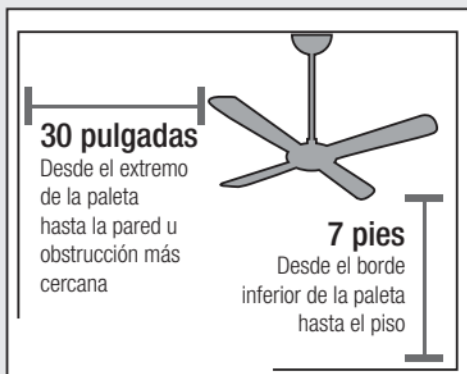 30 pulgadas
Desde el extremo
de la paleta
hasta la pared u
obstrucción más
cercana
7 pies
Desde el borde
inferior de la paleta
hasta el piso